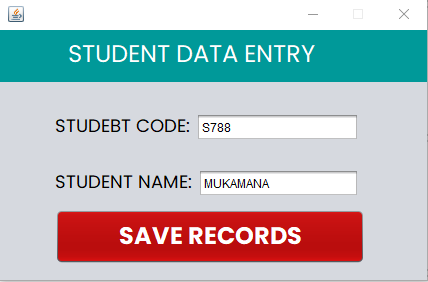 STUDENT DATA ENTRY
STUDEBT CODE: S788
STUDENT NAME: MUKAMANA
SAVE RECORDS